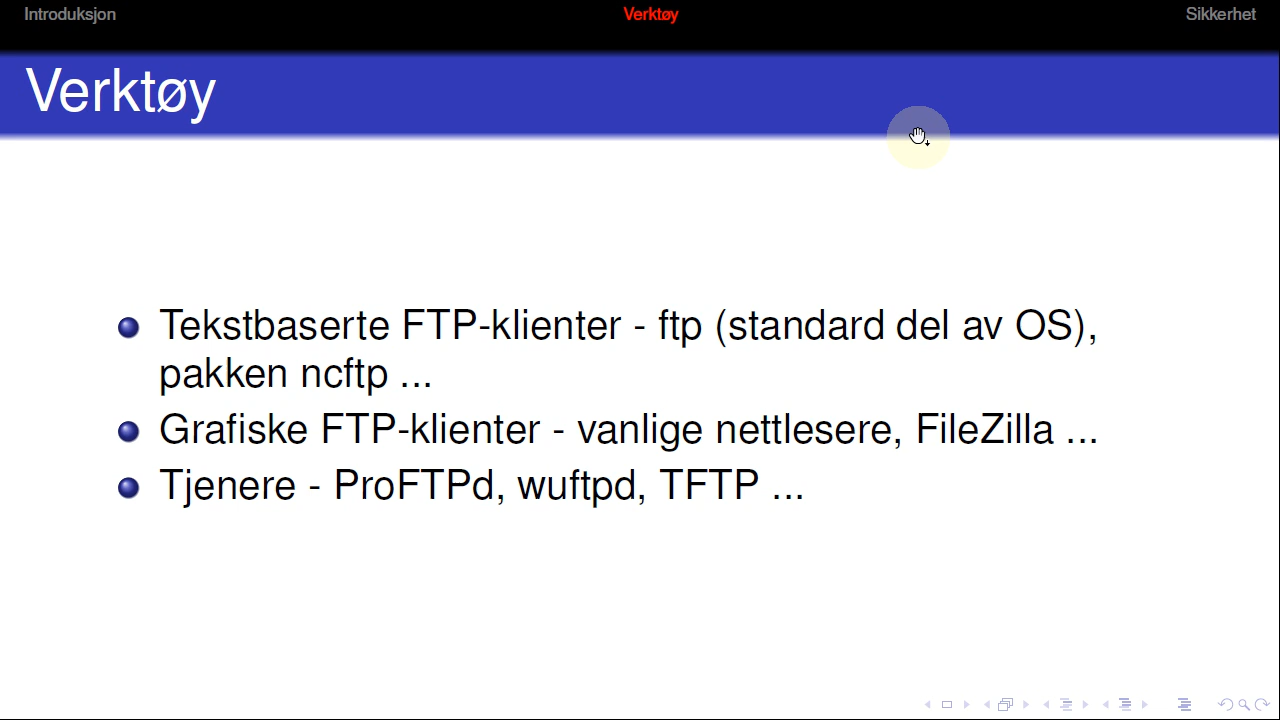 Introduksjon Verktøy Sikkerhet
Verktøy
Tekstbaserte FTP-klienter - ftp (standard del av OS),
pakken ncftp ...
Grafiske FTP-klienter - vanlige nettlesere, FileZilla ...
Tjenere - ProFTPd, wuftpd, TFTP ...